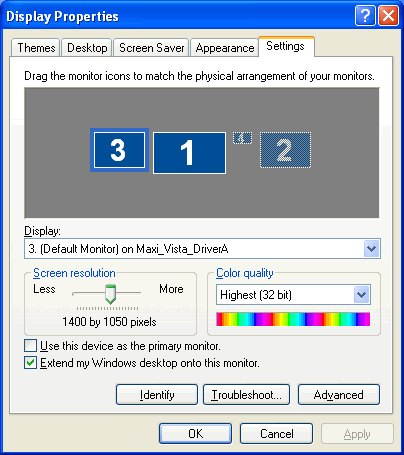 Display Properties
Themes Desktop Screen Saver Appearance Settings
Drag the monitor icons to match the physical arrangement of your monitors.
3 1 4 2
Display:
3. (Default Monitor) on Maxi_Vista_DriverA
Screen resolution
Less More
1400 by 1050 pixels
Color quality
Highest (32 bit)
Use this device as the primary monitor.
Extend my Windows desktop onto this monitor.
Identify Troubleshoot... Advanced
OK Cancel Apply